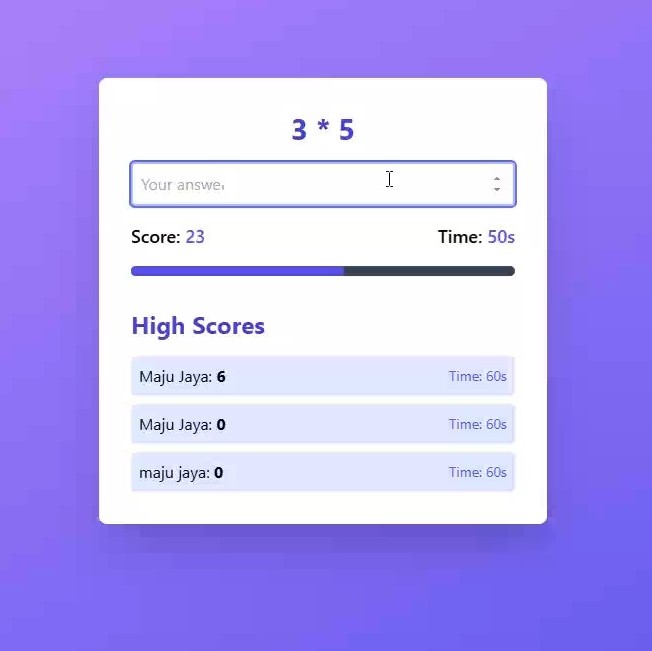 3 * 5
Your answer
Score: 23 Time: 50s
High Scores
Maju Jaya: 6 Time: 60s
Maju Jaya: 0 Time: 60s
maju jaya: 0 Time: 60s